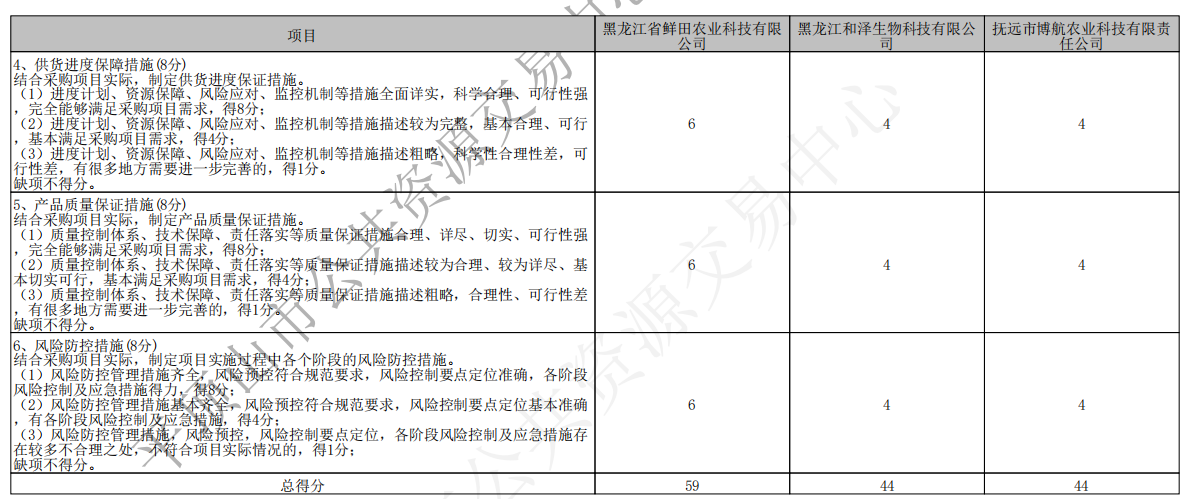 项目
黑龙江省鲜田农业科技有限
公司
黑龙江和泽生物科技有限公
司
抚远市博航农业科技有限责
任公司
4、供货进度保障措施(8分)
结合采购项目实际，制定供货进度保证措施。
（1）进度计划、资源保障、风险应对、监控机制等措施全面详实，科学合理、可行性强
，完全能够满足采购项目需求，得8分；
（2）进度计划、资源保障、风险应对、监控机制等措施描述较为完整，基本合理、可行
，基本满足采购项目需求，得4分；
（3）进度计划、资源保障、风险应对、监控机制等措施描述粗略，科学性合理性差，可
行性差，有很多地方需要进一步完善的，得1分。
缺项不得分。
6
4
4
5、产品质量保证措施(8分)
结合采购项目实际，制定产品质量保证措施。
（1）质量控制体系、技术保障、责任落实等质量保证措施合理、详尽、切实、可行性强
，完全能够满足采购项目需求，得8分；
（2）质量控制体系、技术保障、责任落实等质量保证措施描述较为合理、较为详尽、基
本切实可行，基本满足采购项目需求，得4分；
（3）质量控制体系、技术保障、责任落实等质量保证措施描述粗略，合理性、可行性差
，有很多地方需要进一步完善的，得1分。
缺项不得分。
6
4
4
6、风险防控措施(8分)
结合采购项目实际，制定项目实施过程中各个阶段的风险防控措施。
（1）风险防控管理措施齐全，风险预控符合规范要求，风险控制要点定位准确，各阶段
风险控制及应急措施得力，得8分；
（2）风险防控管理措施基本齐全，风险预控符合规范要求，风险控制要点定位基本准确
，有各阶段风险控制及应急措施，得4分；
（3）风险防控管理措施，风险预控，风险控制要点定位，各阶段风险控制及应急措施存
在较多不合理之处，不符合项目实际情况的，得1分；
缺项不得分。
6
4
4
总得分
59
44
44
平顶山市公共资源交易中心
公共资源交易中心